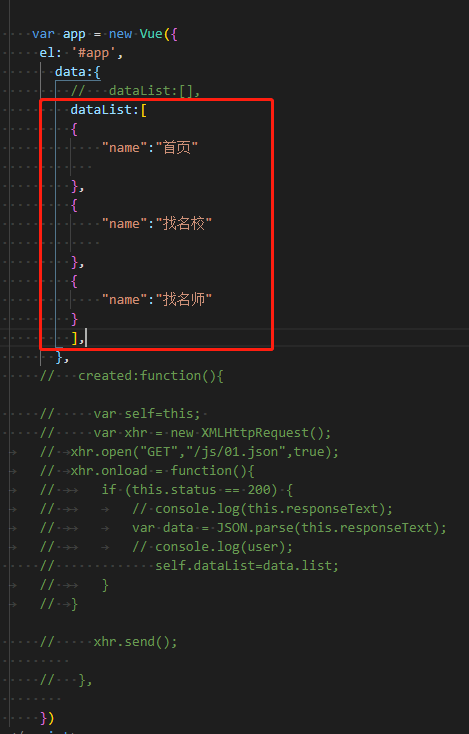 var app = new Vue({
el: '#app',
data:{
// dataList:[],
dataList:[
{
"name":"首页"
},
{
"name":"找名校"
},
{
"name":"找名师"
}
],
},
// created:function(){
// var self=this;
// var xhr = new XMLHttpRequest();
// xhr.open("GET","/js/01.json",true);
// xhr.onload = function(){
// if (this.status == 200) {
// // console.log(this.responseText);
// var data = JSON.parse(this.responseText);
// // console.log(user);
// self.dataList=data.list;
// }
// }
// xhr.send();
// },
})